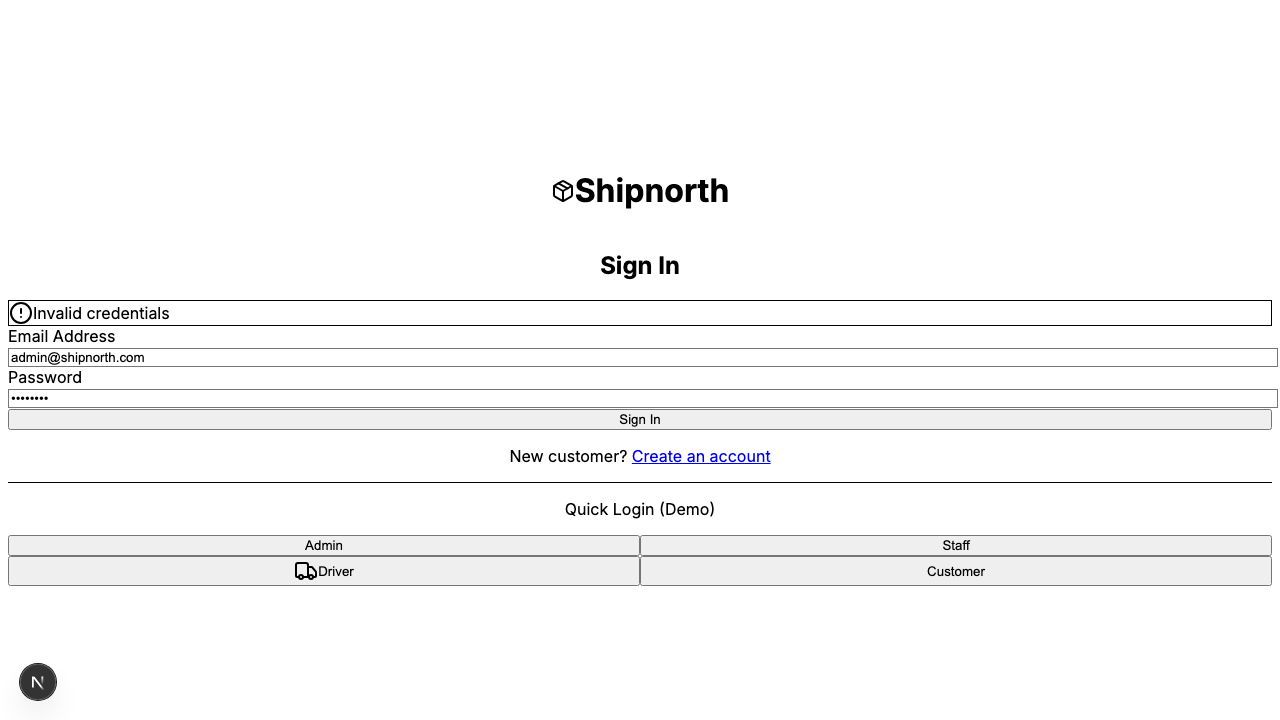 Shipnorth
Sign In
Invalid credentials
Email Address
admin@shipnorth.com
Password
••••••••
Sign In
New customer? Create an account
Quick Login (Demo)
Admin
Staff
Driver
Customer
N